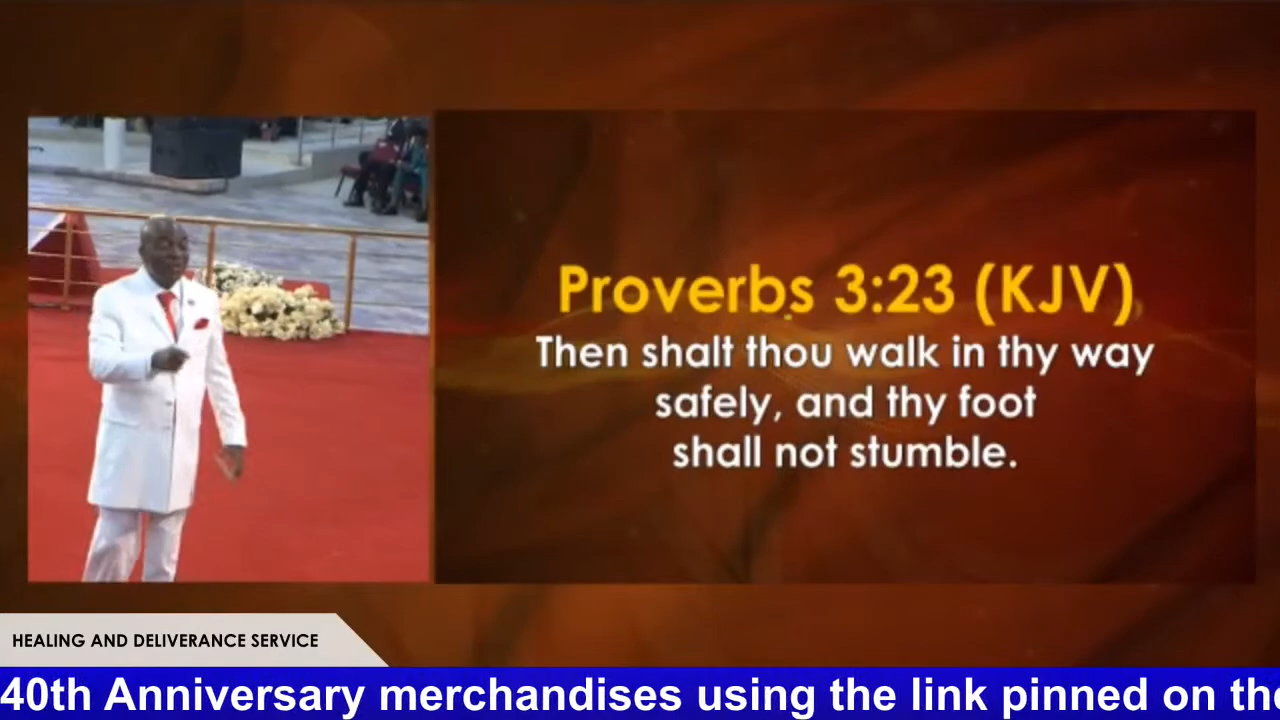 Proverbs 3:23 (KJV)
Then shalt thou walk in thy way
safely, and thy foot
shall not stumble.
HEALING AND DELIVERANCE SERVICE
40th Anniversary merchandises using the link pinned on the